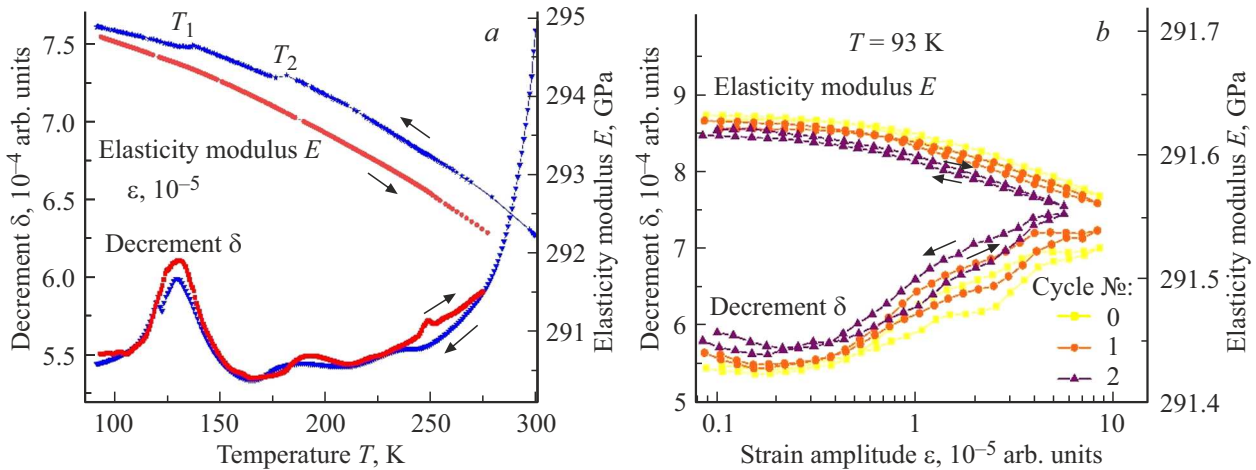 a
T₁
T₂
Elasticity modulus E
ε, 10⁻⁵
Decrement δ
Decrement δ, 10⁻⁴ arb. units
7.5
7.0
6.5
6.0
5.5
295
294
293
292
291
290
Elasticity modulus E, GPa
100
150
200
250
300
Temperature T, K
b
T = 93 K
Elasticity modulus E
Decrement δ
Cycle №:
0
1
2
Decrement δ, 10⁻⁴ arb. units
9
8
7
6
5
291.7
291.6
291.5
291.4
Elasticity modulus E, GPa
0.1
1
10
Strain amplitude ε, 10⁻⁵ arb. units